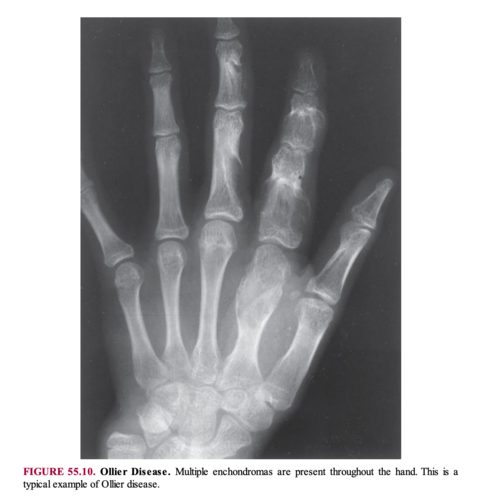 FIGURE 55.10. Ollier Disease. Multiple enchondromas are present throughout the hand. This is a
typical example of Ollier disease.